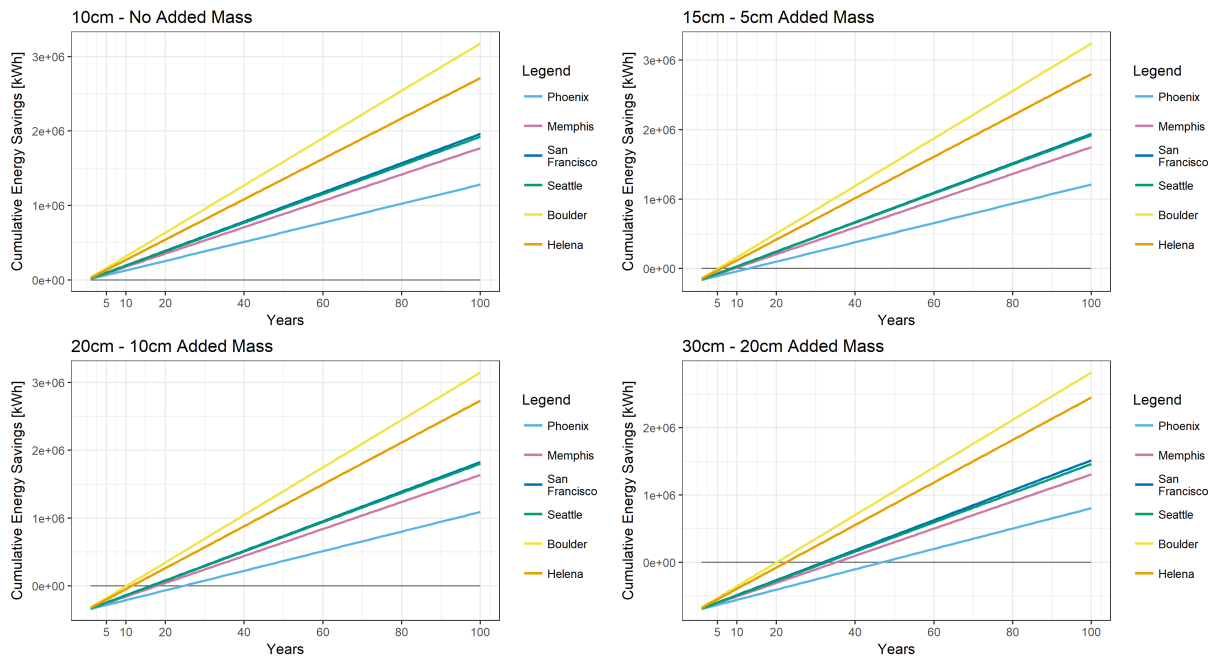 10cm - No Added Mass
Cumulative Energy Savings [kWh]
3e+06
2e+06
1e+06
0e+00
5 10 20 40 60 80 100
Years
Legend
Phoenix
Memphis
San
Francisco
Seattle
Boulder
Helena
15cm - 5cm Added Mass
Cumulative Energy Savings [kWh]
3e+06
2e+06
1e+06
0e+00
5 10 20 40 60 80 100
Years
Legend
Phoenix
Memphis
San
Francisco
Seattle
Boulder
Helena
20cm - 10cm Added Mass
Cumulative Energy Savings [kWh]
3e+06
2e+06
1e+06
0e+00
5 10 20 40 60 80 100
Years
Legend
Phoenix
Memphis
San
Francisco
Seattle
Boulder
Helena
30cm - 20cm Added Mass
Cumulative Energy Savings [kWh]
2e+06
1e+06
0e+00
5 10 20 40 60 80 100
Years
Legend
Phoenix
Memphis
San
Francisco
Seattle
Boulder
Helena